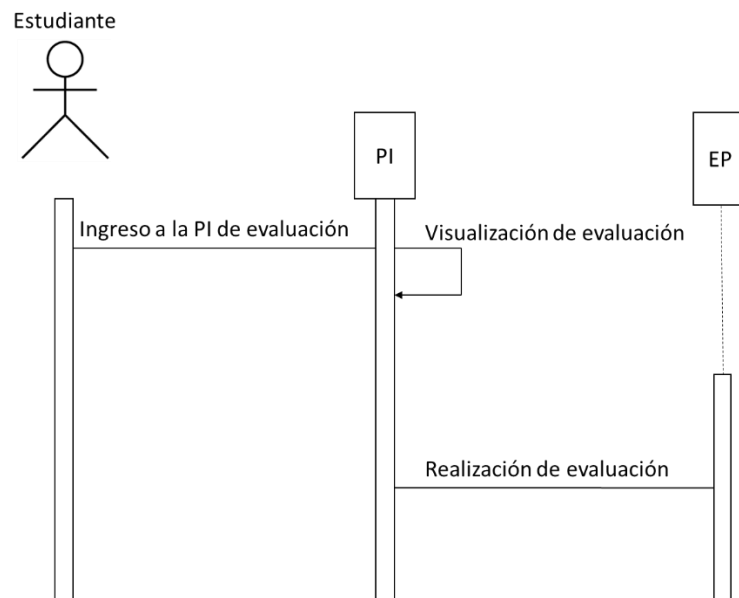 Estudiante
PI
EP
Ingreso a la PI de evaluación
Visualización de evaluación
Realización de evaluación